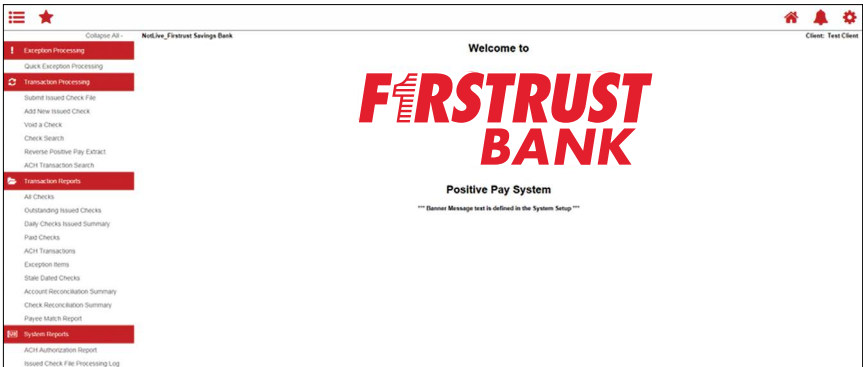 Collapse All -
NotLive_Firstrust Savings Bank
Client: Test Client
Exception Processing
Quick Exception Processing
Transaction Processing
Submit Issued Check File
Add New Issued Check
Void a Check
Check Search
Reverse Positive Pay Extract
ACH Transaction Search
Transaction Reports
All Checks
Outstanding Issued Checks
Daily Checks Issued Summary
Paid Checks
ACH Transactions
Exception Items
Stale Dated Checks
Account Reconciliation Summary
Check Reconciliation Summary
Payee Match Report
System Reports
ACH Authorization Report
Issued Check File Processing Log
Welcome to
F1RSTRUST
BANK
Positive Pay System
*** Banner Message text is defined in the System Setup ***